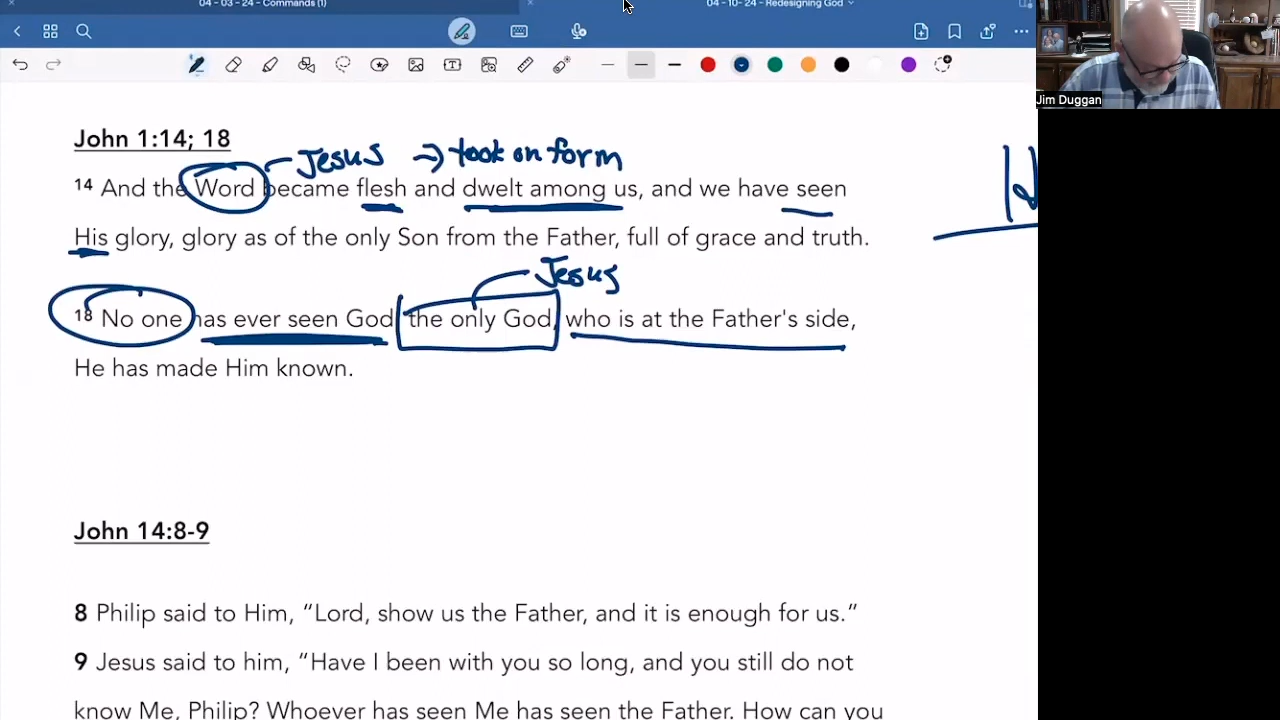 04 - 03 - 24 - Commands (1)
04 - 10- 24 - Redesigning God
Jim Duggan
John 1:14; 18
Jesus → took on form
14 And the Word became flesh and dwelt among us, and we have seen
His glory, glory as of the only Son from the Father, full of grace and truth.
Jesus
18 No one has ever seen God, the only God, who is at the Father's side,
He has made Him known.
John 14:8-9
8 Philip said to Him, “Lord, show us the Father, and it is enough for us.”
9 Jesus said to him, “Have I been with you so long, and you still do not
know Me, Philip? Whoever has seen Me has seen the Father. How can you